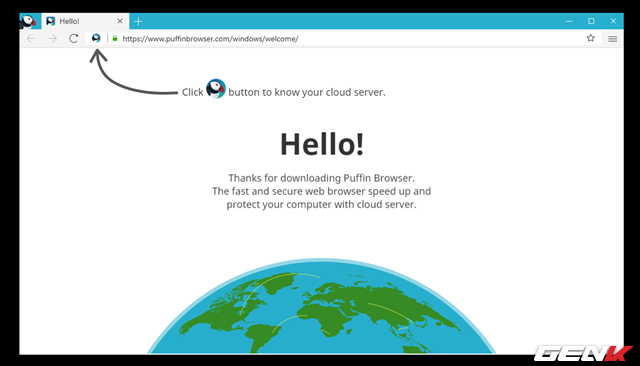 Hello!
https://www.puffinbrowser.com/windows/welcome/
Click button to know your cloud server.
Hello!
Thanks for downloading Puffin Browser.
The fast and secure web browser speed up and
protect your computer with cloud server.
GENK